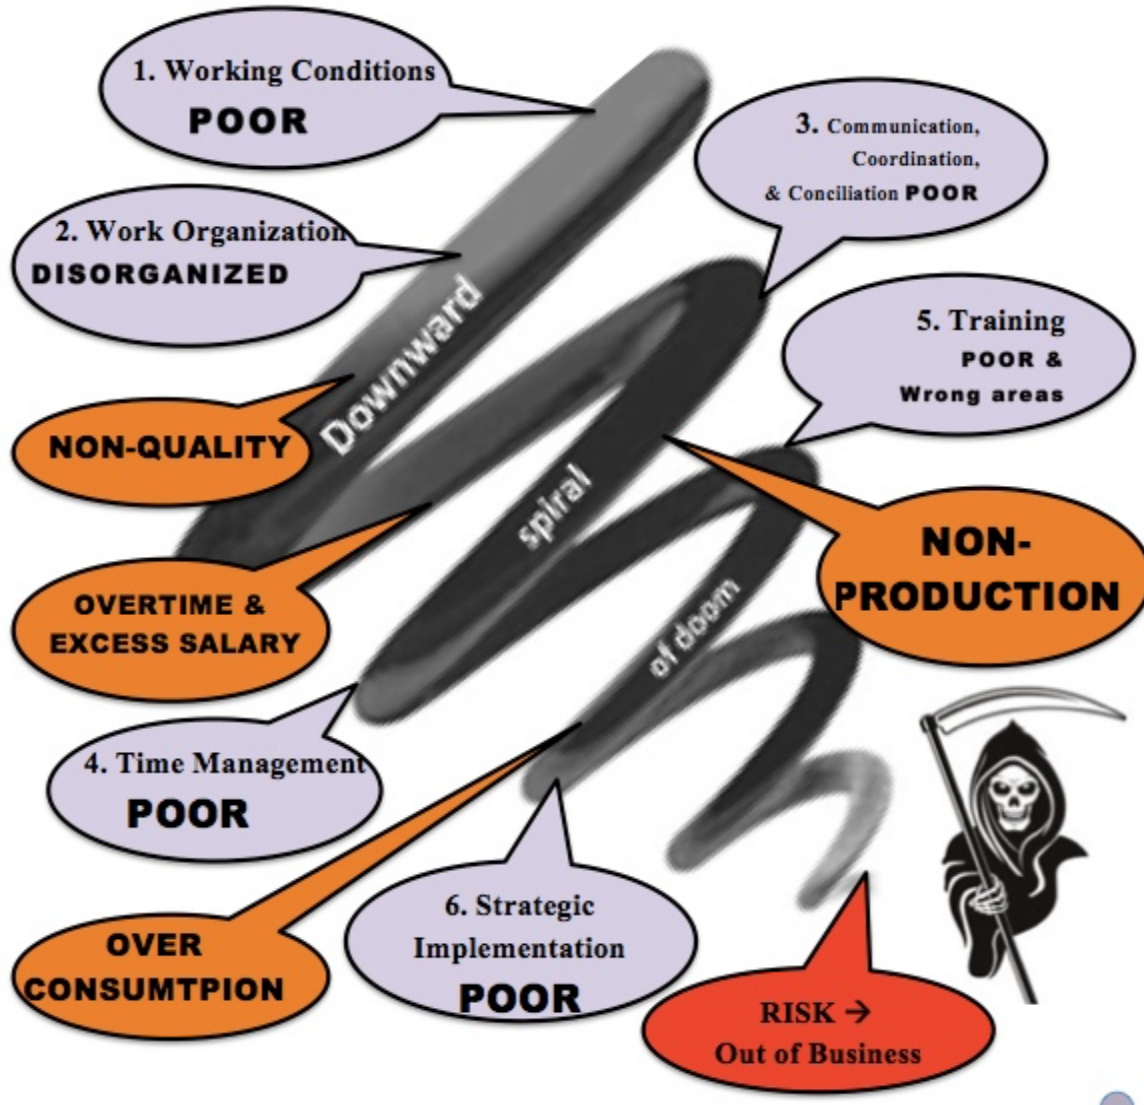 1. Working Conditions
POOR
2. Work Organization
DISORGANIZED
3. Communication,
Coordination,
& Conciliation POOR
5. Training
POOR &
Wrong areas
Downward
spiral
of doom
NON-QUALITY
NON-
PRODUCTION
OVERTIME &
EXCESS SALARY
4. Time Management
POOR
6. Strategic
Implementation
POOR
OVER
CONSUMTPION
RISK →
Out of Business